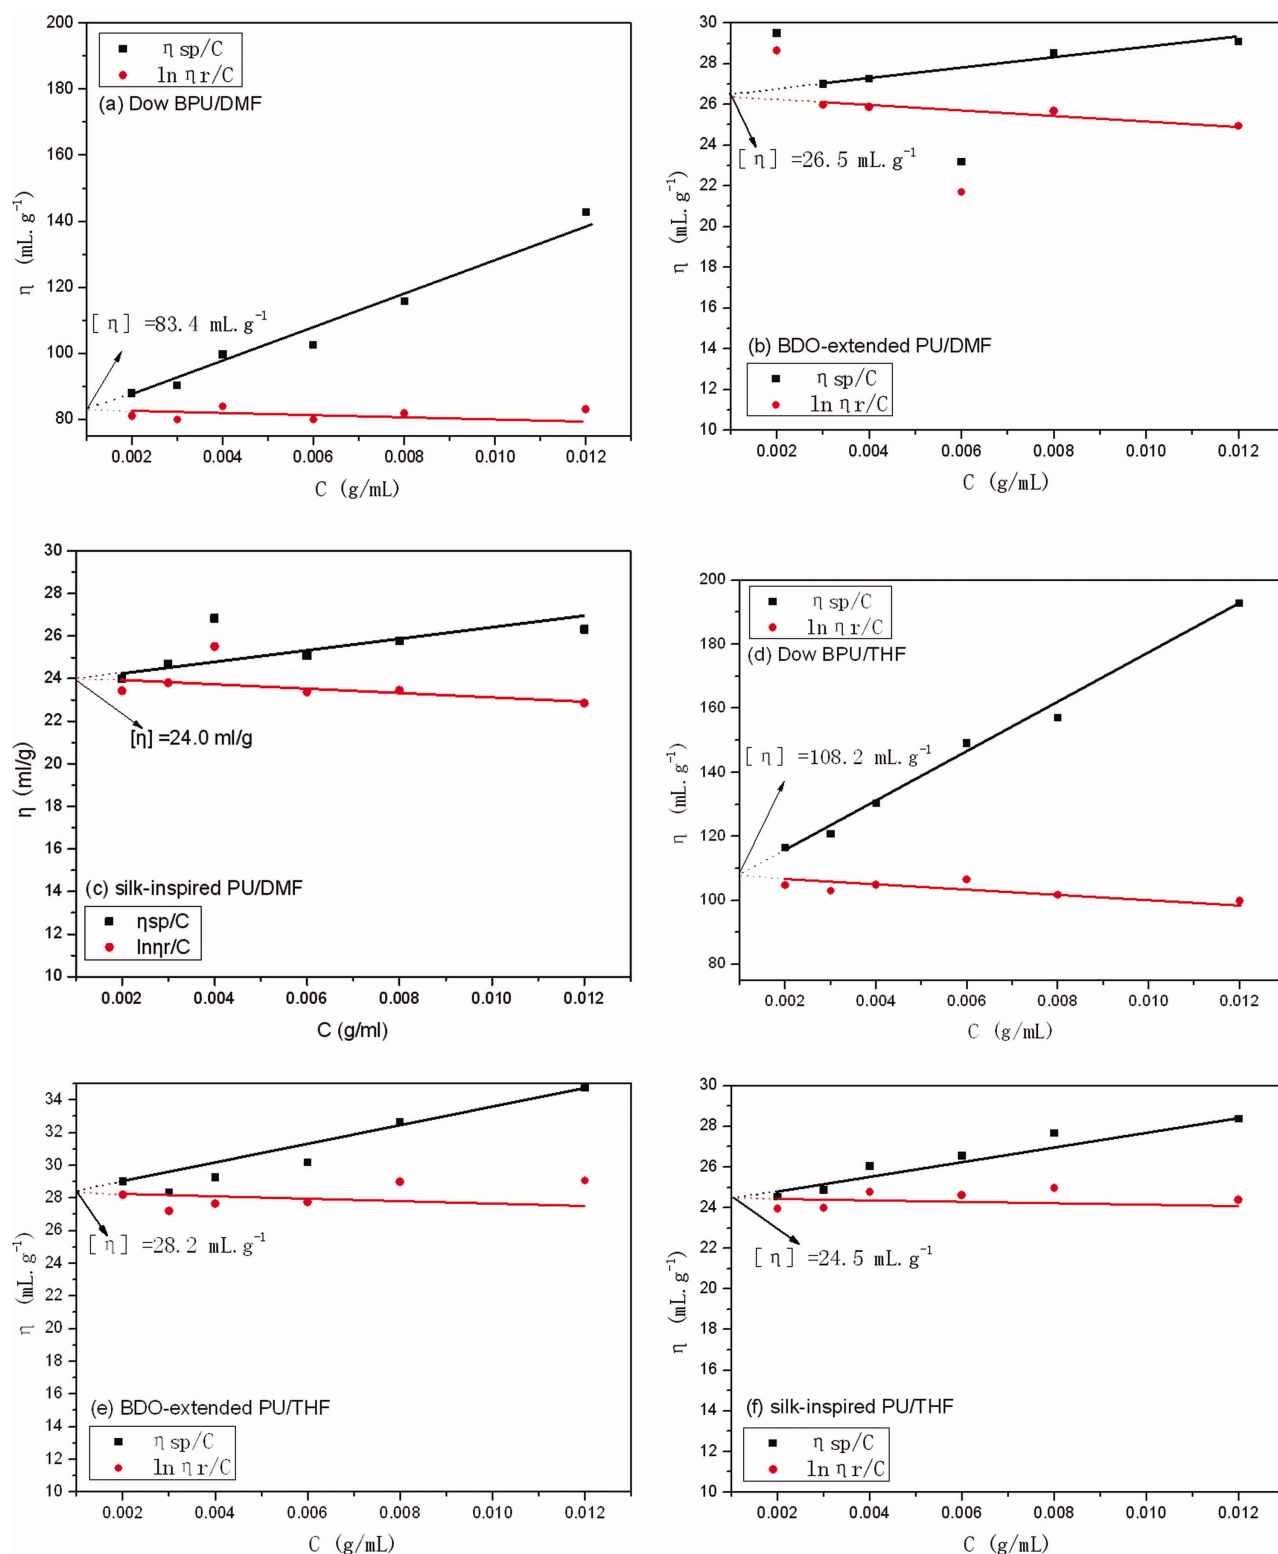 200
180
160
140
120
100
80
η (mL. g⁻¹)
η sp/C
ln η r/C
(a) Dow BPU/DMF
[ η ] =83.4 mL.g⁻¹
0.002 0.004 0.006 0.008 0.010 0.012
C (g/mL)
30
28
26
24
22
20
18
16
14
12
10
η (mL. g⁻¹)
[ η ] =26.5 mL.g⁻¹
(b) BDO-extended PU/DMF
η sp/C
ln η r/C
0.002 0.004 0.006 0.008 0.010 0.012
C (g/mL)
30
28
26
24
22
20
18
16
14
12
10
η (ml/g)
[η] =24.0 ml/g
(c) silk-inspired PU/DMF
ηsp/C
lnηr/C
0.002 0.004 0.006 0.008 0.010 0.012
C (g/ml)
200
180
160
140
120
100
80
η (mL. g⁻¹)
η sp/C
ln η r/C
(d) Dow BPU/THF
[ η ] =108.2 mL.g⁻¹
0.002 0.004 0.006 0.008 0.010 0.012
C (g/mL)
34
32
30
28
26
24
22
20
18
16
14
12
10
η (mL. g⁻¹)
[ η ] =28.2 mL.g⁻¹
(e) BDO-extended PU/THF
η sp/C
ln η r/C
0.002 0.004 0.006 0.008 0.010 0.012
C (g/mL)
30
28
26
24
22
20
18
16
14
12
10
η (mL. g⁻¹)
[ η ] =24.5 mL.g⁻¹
(f) silk-inspired PU/THF
η sp/C
ln η r/C
0.002 0.004 0.006 0.008 0.010 0.012
C (g/mL)